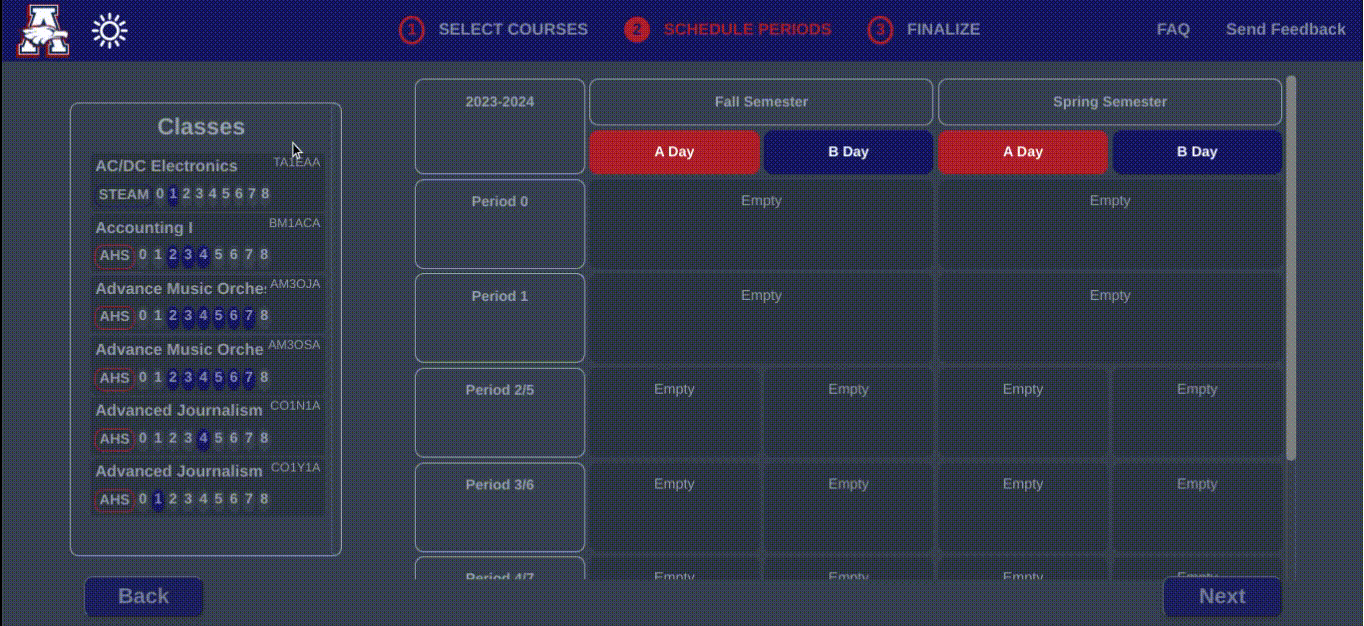 A
1 SELECT COURSES 2 SCHEDULE PERIODS 3 FINALIZE FAQ Send Feedback
Classes
AC/DC Electronics TA1EAA
STEAM 0 1 2 3 4 5 6 7 8
Accounting I BM1ACA
AHS 0 1 2 3 4 5 6 7 8
Advance Music Orche AM3OJA
AHS 0 1 2 3 4 5 6 7 8
Advance Music Orche AM3OSA
AHS 0 1 2 3 4 5 6 7 8
Advanced Journalism CO1N1A
AHS 0 1 2 3 4 5 6 7 8
Advanced Journalism CO1Y1A
AHS 0 1 2 3 4 5 6 7 8
2023-2024 Fall Semester Spring Semester
A Day B Day A Day B Day
Period 0 Empty Empty
Period 1 Empty Empty
Period 2/5 Empty Empty Empty Empty
Period 3/6 Empty Empty Empty Empty
Period 4/7 Empty Empty Empty Empty
Back Next